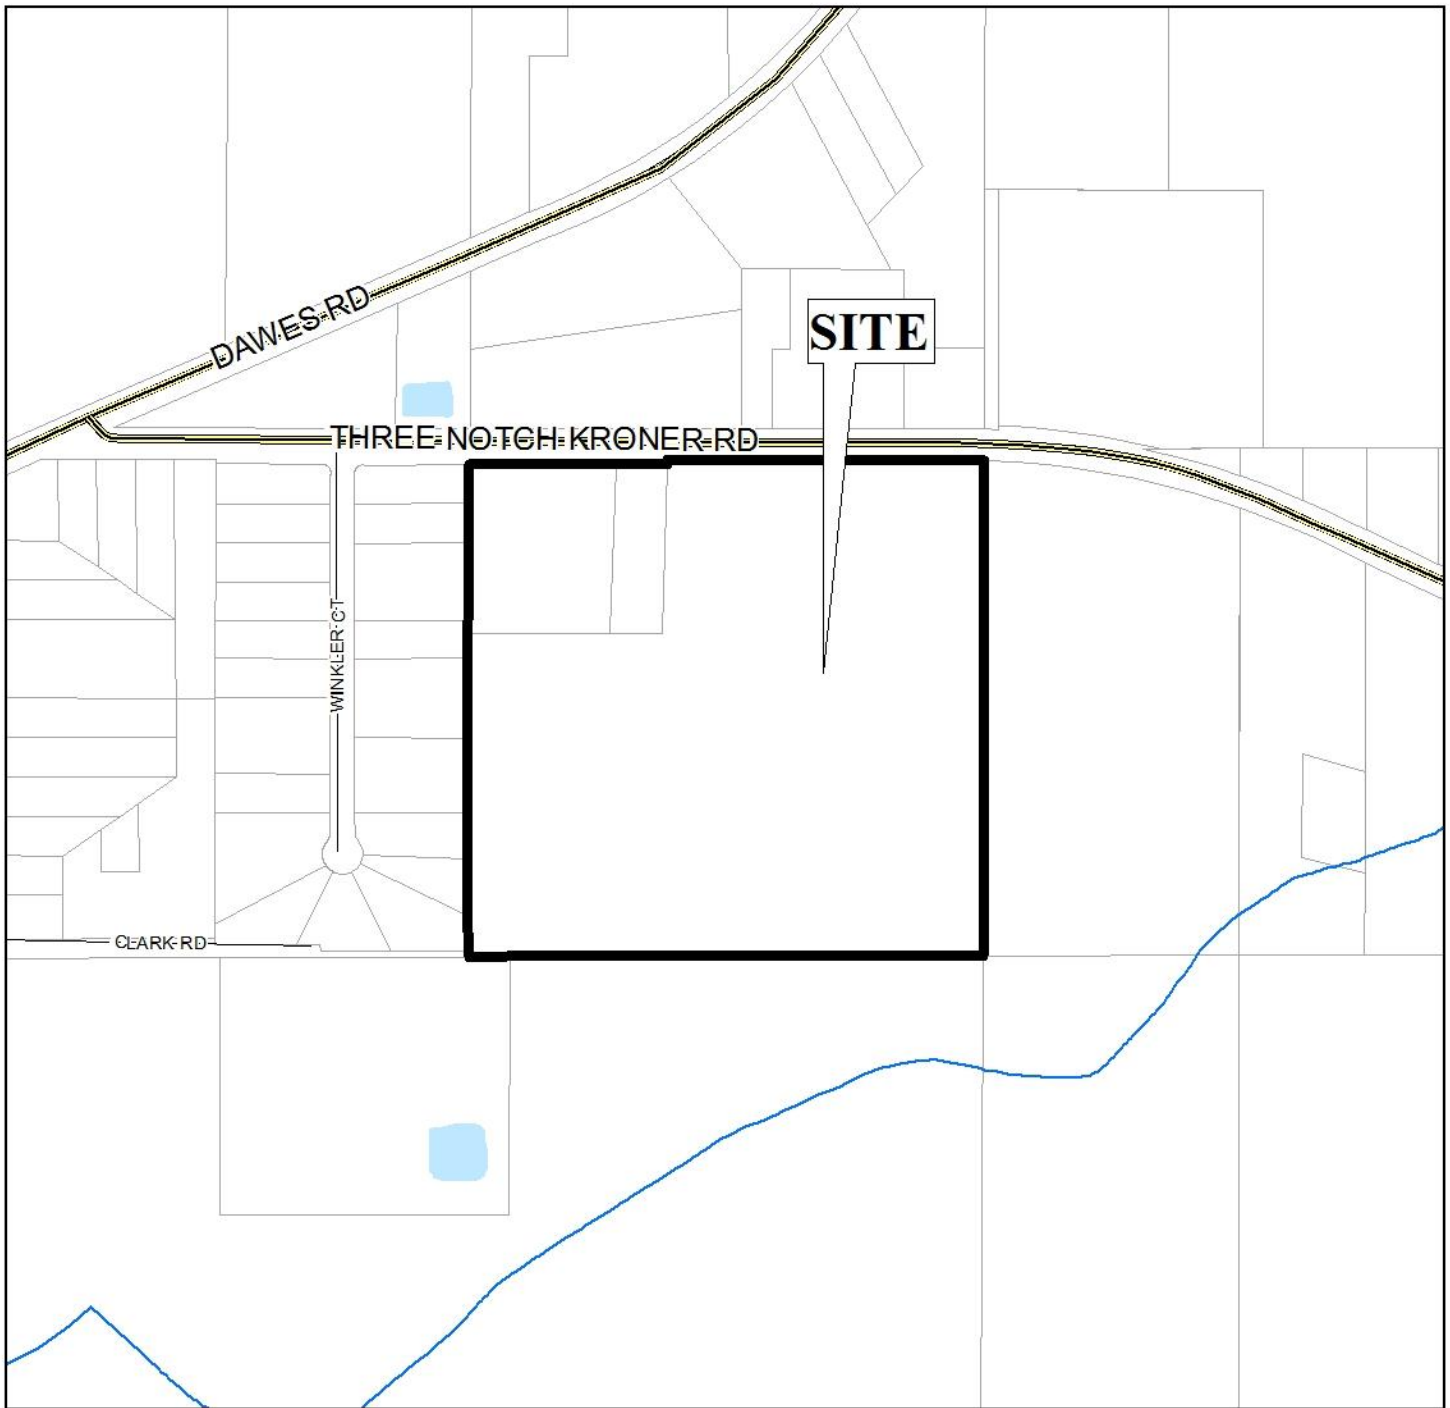 DAWES RD
SITE
THREE NOTCH KRONER RD
WINKLER CT
CLARK RD